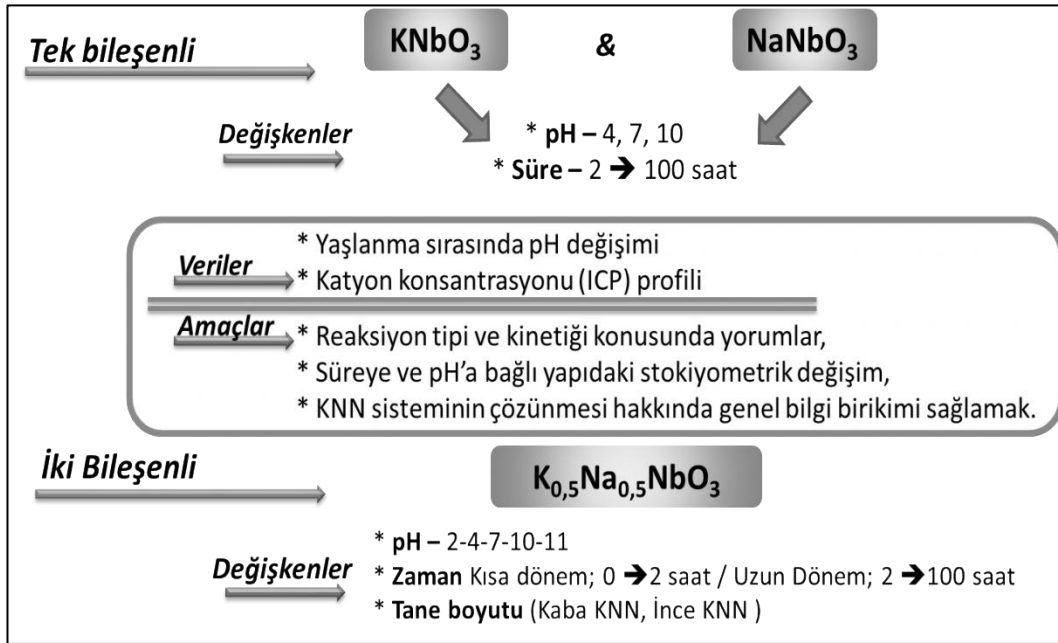 Tek bileşenli
KNbO₃ & NaNbO₃
Değişkenler
* pH – 4, 7, 10
* Süre – 2 ➔ 100 saat
Veriler
* Yaşlanma sırasında pH değişimi
* Katyon konsantrasyonu (ICP) profili
Amaçlar
* Reaksiyon tipi ve kinetiği konusunda yorumlar,
* Süreye ve pH’a bağlı yapıdaki stokiyometrik değişim,
* KNN sisteminin çözünmesi hakkında genel bilgi birikimi sağlamak.
İki Bileşenli
K₀,₅Na₀,₅NbO₃
Değişkenler
* pH – 2-4-7-10-11
* Zaman Kısa dönem; 0 ➔2 saat / Uzun Dönem; 2 ➔100 saat
* Tane boyutu (Kaba KNN, İnce KNN )